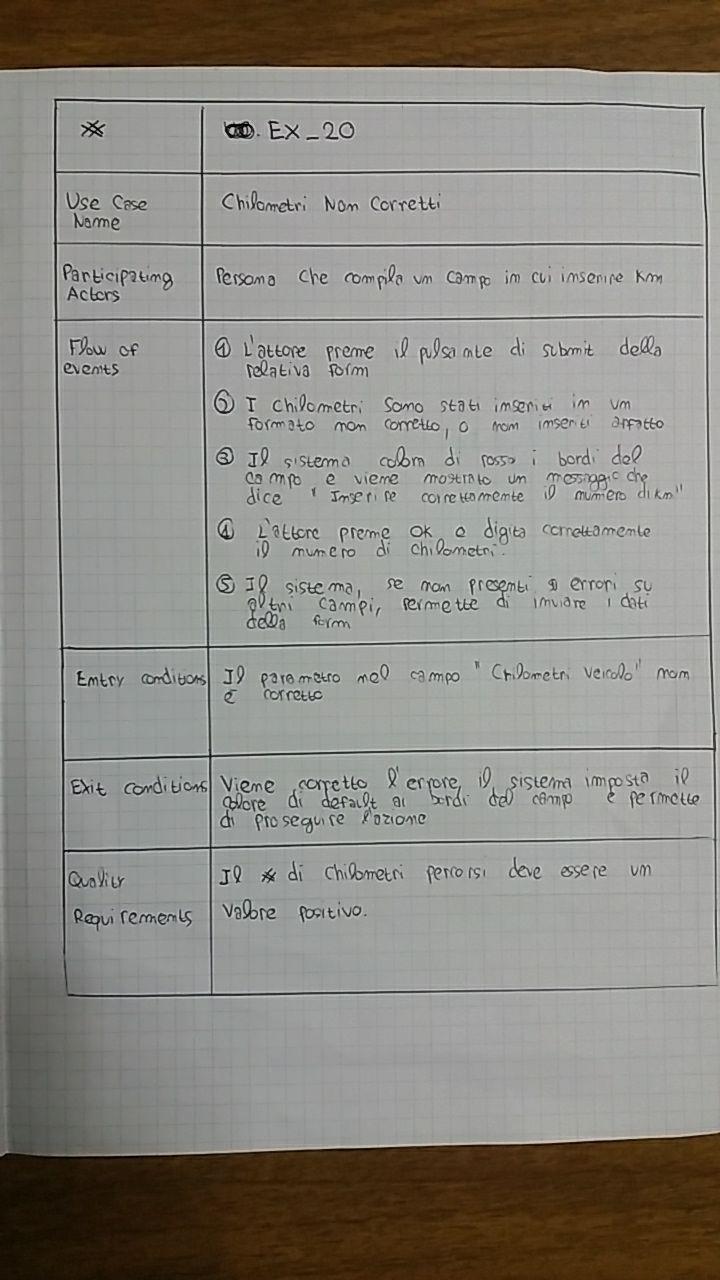 # EX_20
Use Case
Name
Chilometri Non Corretti
Participating
Actors
Persona che compila un campo in cui inserire Km
Flow of
events
① L'attore preme il pulsante di submit della
relativa form
② I chilometri sono stati inseriti in un
formato non corretto, o non inseriti affatto
③ Il sistema colora di rosso i bordi del
campo e viene mostrato un messaggio che
dice "Inserire correttamente il numero di km"
④ L'attore preme ok e digita correttamente
il numero di chilometri.
⑤ Il sistema, se non presenti errori su
altri campi, permette di inviare i dati
della form
Entry conditions
Il parametro nel campo "Chilometri veicolo" non
è corretto
Exit conditions
Viene corretto l'errore, il sistema imposta il
colore di default ai bordi del campo e permette
di proseguire l'azione
Quality
Requirements
Il # di chilometri percorsi deve essere un
valore positivo.